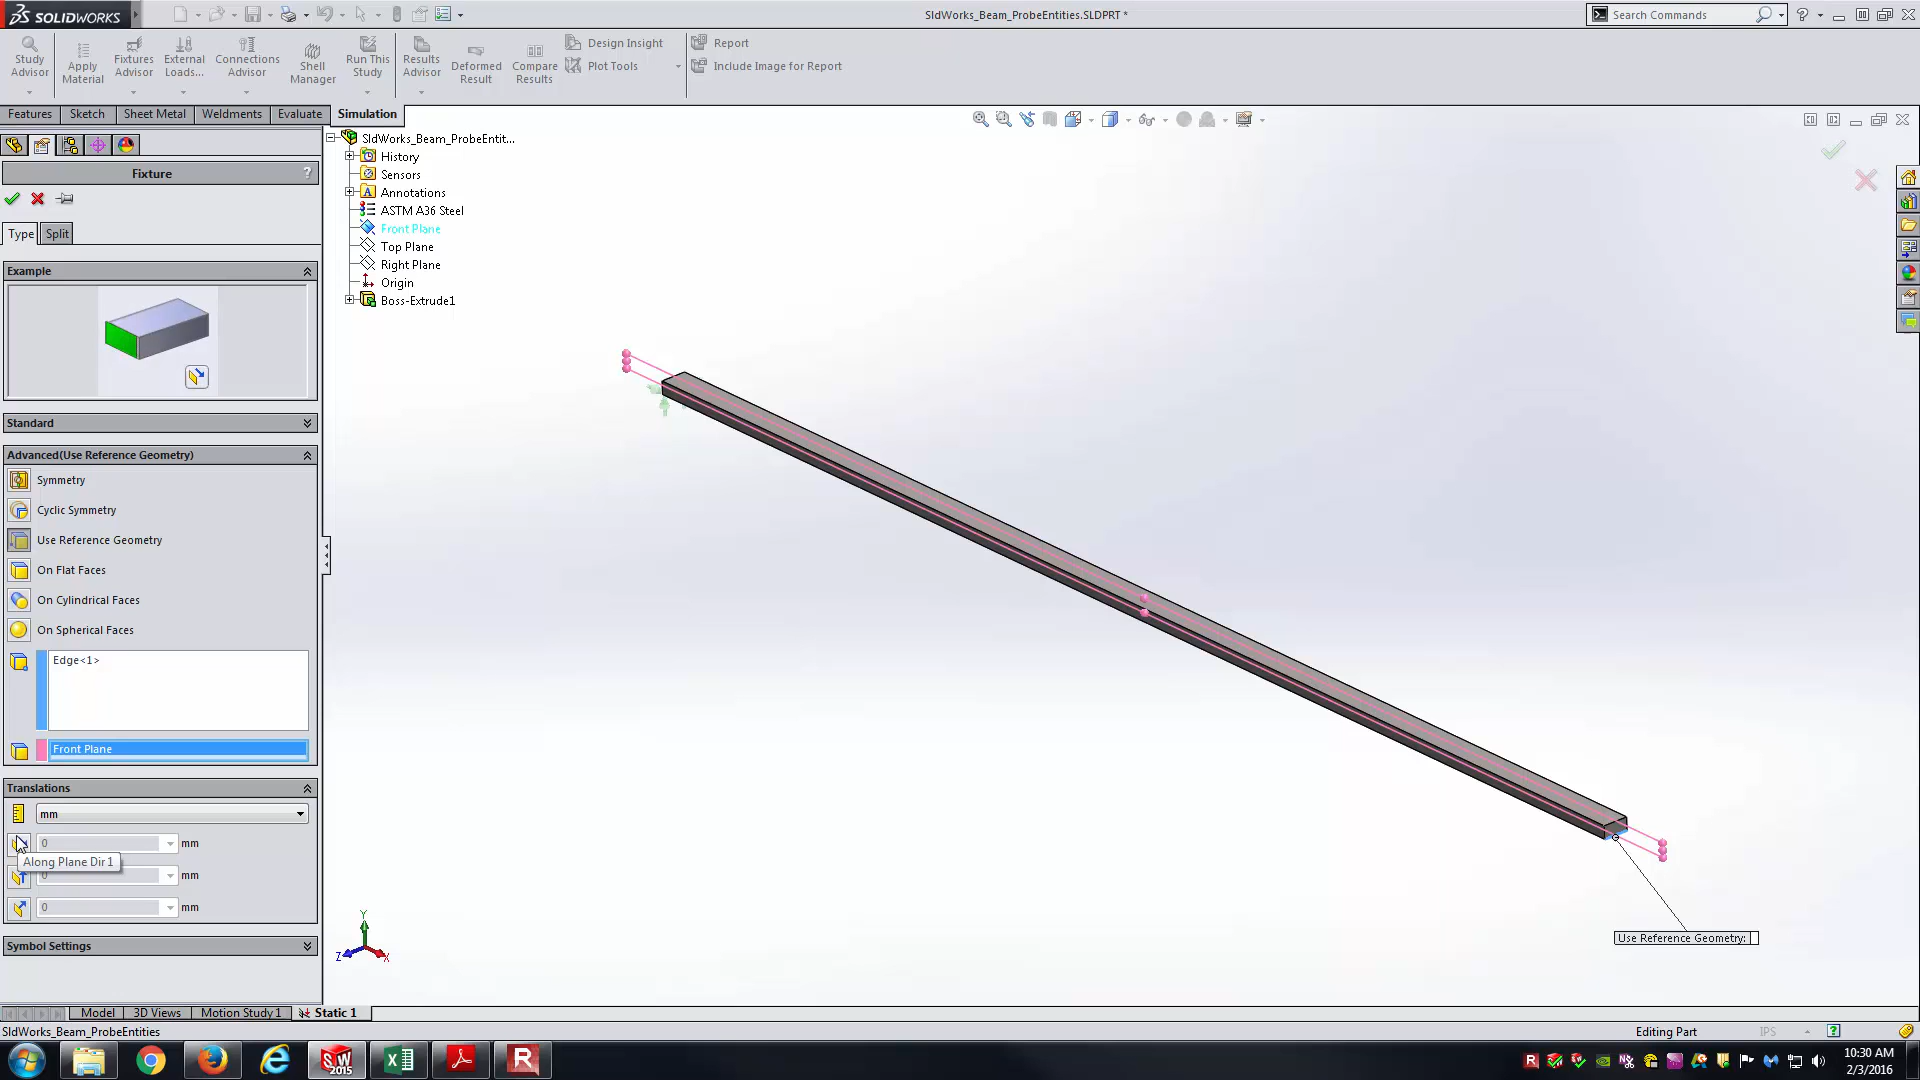 SOLIDWORKS
SldWorks_Beam_ProbeEntities.SLDPRT *
Search Commands
Study Advisor
Apply Material
Fixtures Advisor
External Loads...
Connections Advisor
Shell Manager
Run This Study
Results Advisor
Deformed Result
Compare Results
Design Insight
Plot Tools
Report
Include Image for Report
Features
Sketch
Sheet Metal
Weldments
Evaluate
Simulation
Fixture
?
Type
Split
Example
Standard
Advanced(Use Reference Geometry)
Symmetry
Cyclic Symmetry
Use Reference Geometry
On Flat Faces
On Cylindrical Faces
On Spherical Faces
Edge<1>
Front Plane
Translations
mm
0 mm
Along Plane Dir 1
0 mm
0 mm
Symbol Settings
SldWorks_Beam_ProbeEntit...
History
Sensors
Annotations
ASTM A36 Steel
Front Plane
Top Plane
Right Plane
Origin
Boss-Extrude1
Use Reference Geometry:
Y
Z
X
Model
3D Views
Motion Study 1
Static 1
SldWorks_Beam_ProbeEntities
Editing Part
IPS
SW 2015
10:30 AM
2/3/2016